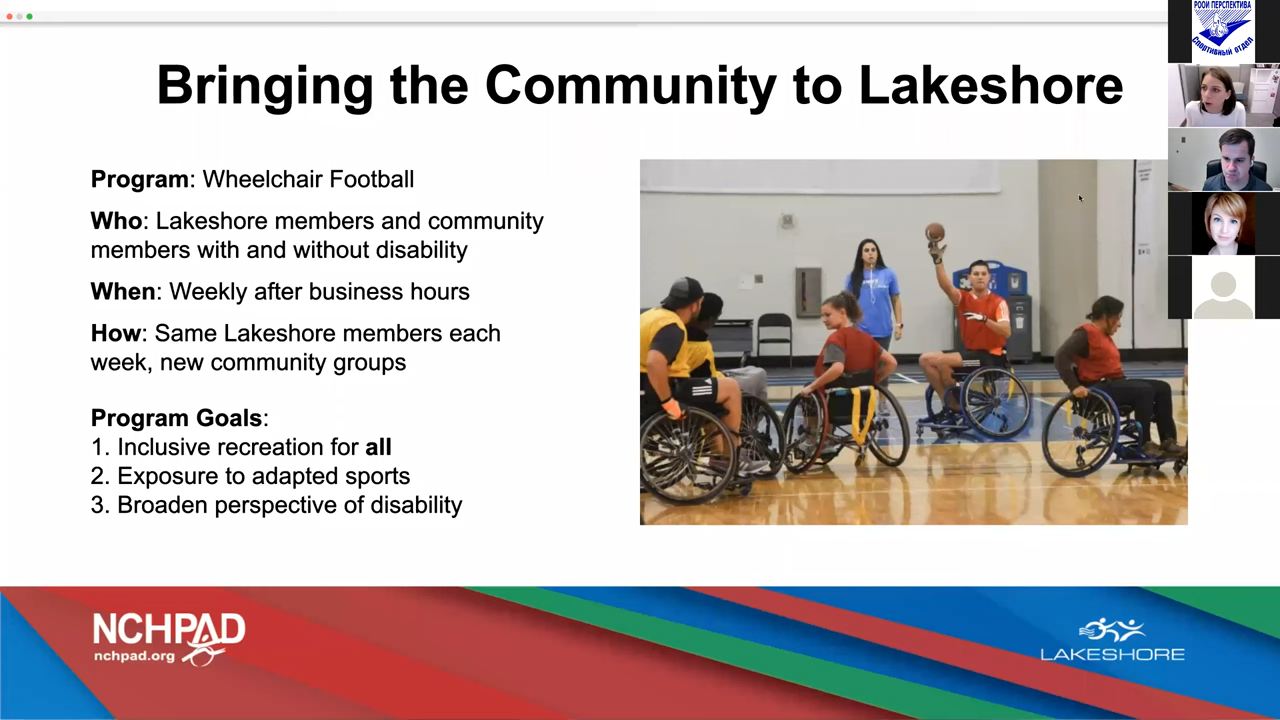 Bringing the Community to Lakeshore
Program: Wheelchair Football
Who: Lakeshore members and community
members with and without disability
When: Weekly after business hours
How: Same Lakeshore members each
week, new community groups
Program Goals:
1. Inclusive recreation for all
2. Exposure to adapted sports
3. Broaden perspective of disability
NCHPAD
nchpad.org
LAKESHORE
РООИ ПЕРСПЕКТИВА
Спортивный отдел